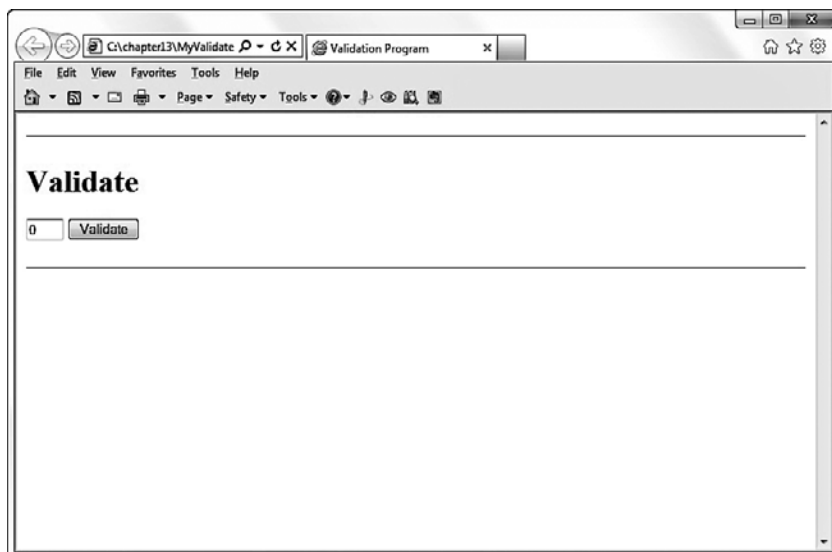 C:\chapter13\MyValidate
Validation Program
File Edit View Favorites Tools Help
Page Safety Tools
Validate
0 Validate